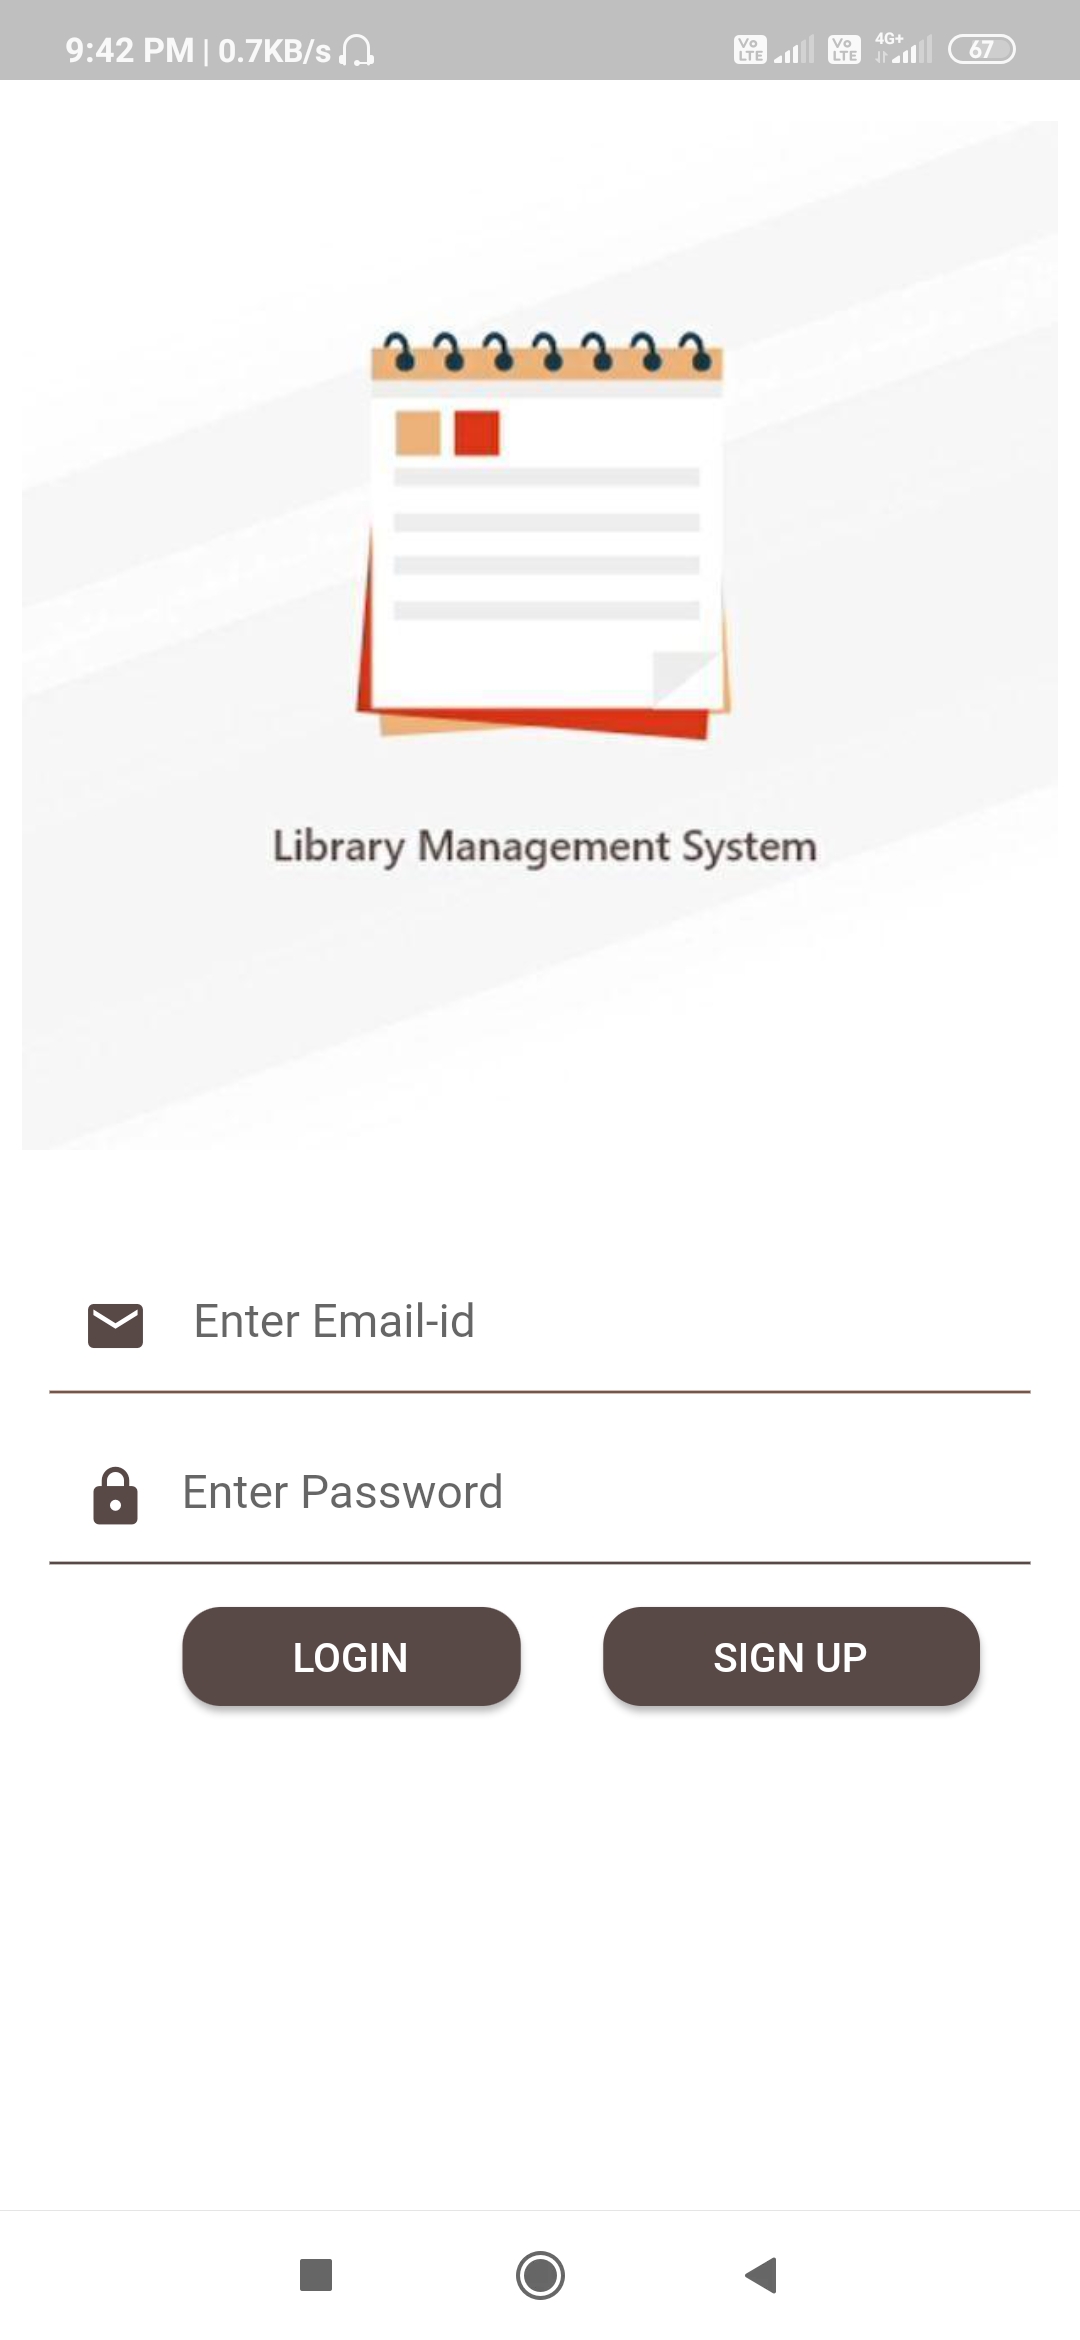 9:42 PM | 0.7KB/s Vo LTE Vo LTE 4G+ 67
Library Management System
Enter Email-id
Enter Password
LOGIN SIGN UP